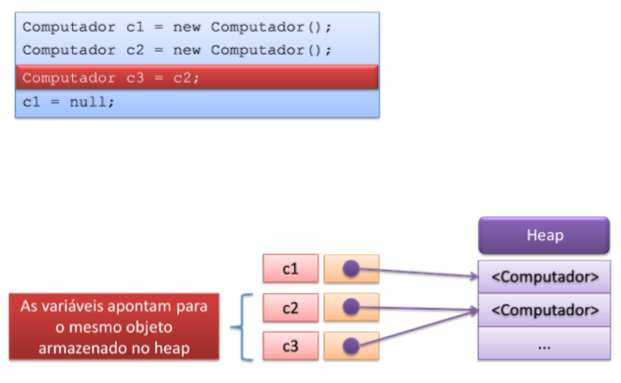 Computador c1 = new Computador();
Computador c2 = new Computador();
Computador c3 = c2;
c1 = null;
Heap
c1
<Computador>
As variáveis apontam para
o mesmo objeto
armazenado no heap
c2
<Computador>
c3
...